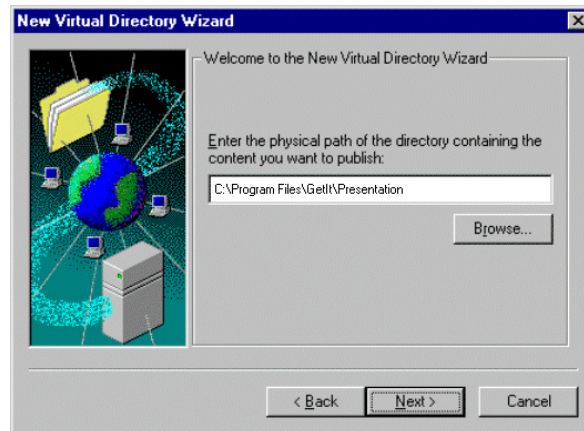 New Virtual Directory Wizard
Welcome to the New Virtual Directory Wizard
Enter the physical path of the directory containing the
content you want to publish:
C:\Program Files\GetIt\Presentation
Browse...
< Back
Next >
Cancel